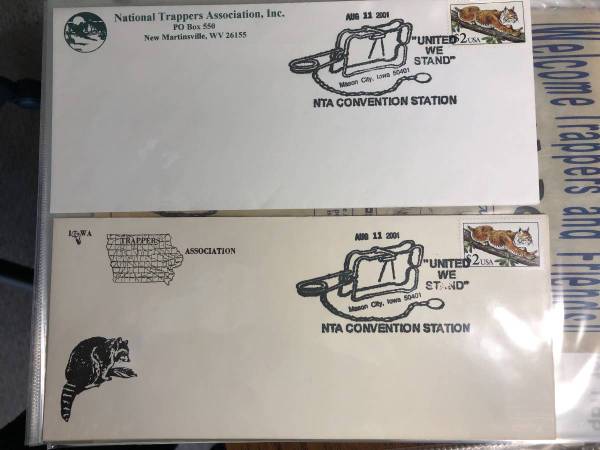 National Trappers Association, Inc.
PO Box 550
New Martinsville, WV 26155
AUG 11 2001
"UNITED
WE
STAND"
Mason City, Iowa 50401
NTA CONVENTION STATION
$2 USA
IOWA
TRAPPERS
ASSOCIATION
AUG 11 2001
"UNITED
WE
STAND"
Mason City, Iowa 50401
NTA CONVENTION STATION
$2 USA
Welcome Trappers and Friends!